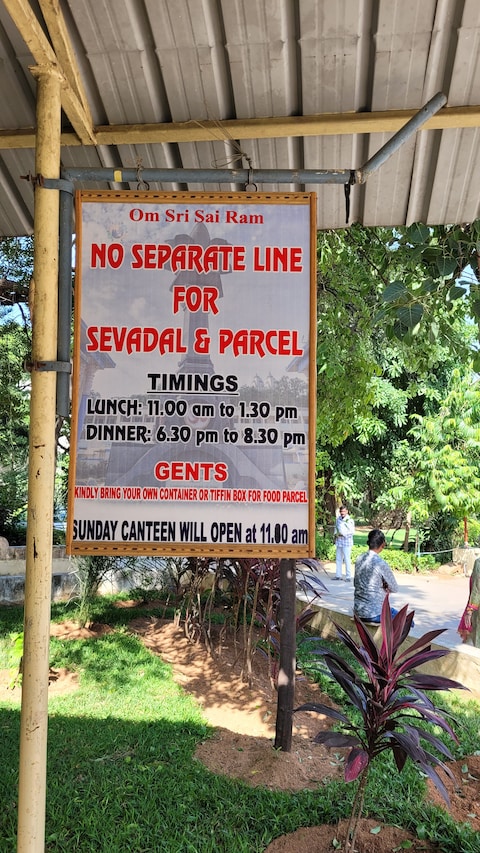 Om Sri Sai Ram
NO SEPARATE LINE
FOR
SEVADAL & PARCEL
TIMINGS
LUNCH: 11.00 am to 1.30 pm
DINNER: 6.30 pm to 8.30 pm
GENTS
KINDLY BRING YOUR OWN CONTAINER OR TIFFIN BOX FOR FOOD PARCEL
SUNDAY CANTEEN WILL OPEN at 11.00 am